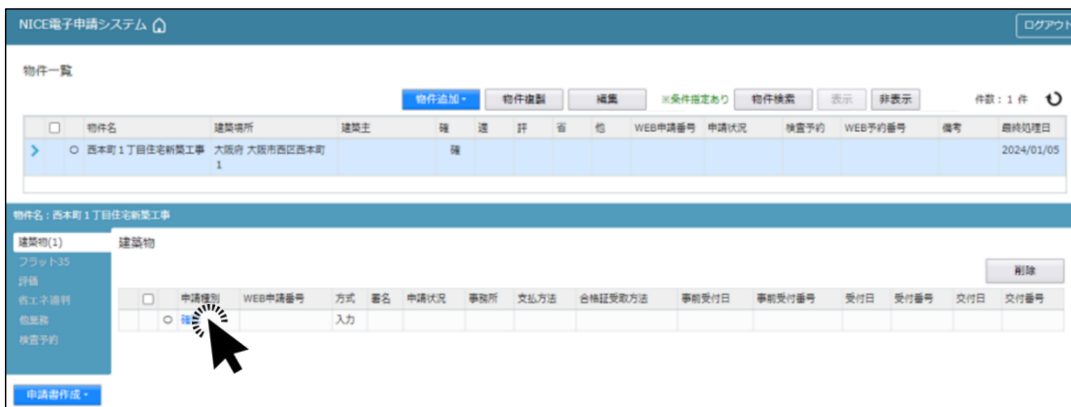 NICE電子申請システム
ログアウト
物件一覧
物件追加 物件複製 編集 ※条件指定あり 物件検索 表示 非表示 件数：1 件
物件名 建築場所 建築主 確 適 評 省 他 WEB申請番号 申請状況 検査予約 WEB予約番号 備考 最終処理日
西本町１丁目住宅新築工事 大阪府 大阪市西区西本町 確 2024/01/05
1
物件名：西本町１丁目住宅新築工事
建築物(1)
建築物
フラット35
削除
評価
省エネ適判
申請種別 WEB申請番号 方式 署名 申請状況 事務所 支払方法 合格証受取方法 事前受付日 事前受付番号 受付日 受付番号 交付日 交付番号
他業務
確 入力
検査予約
申請書作成